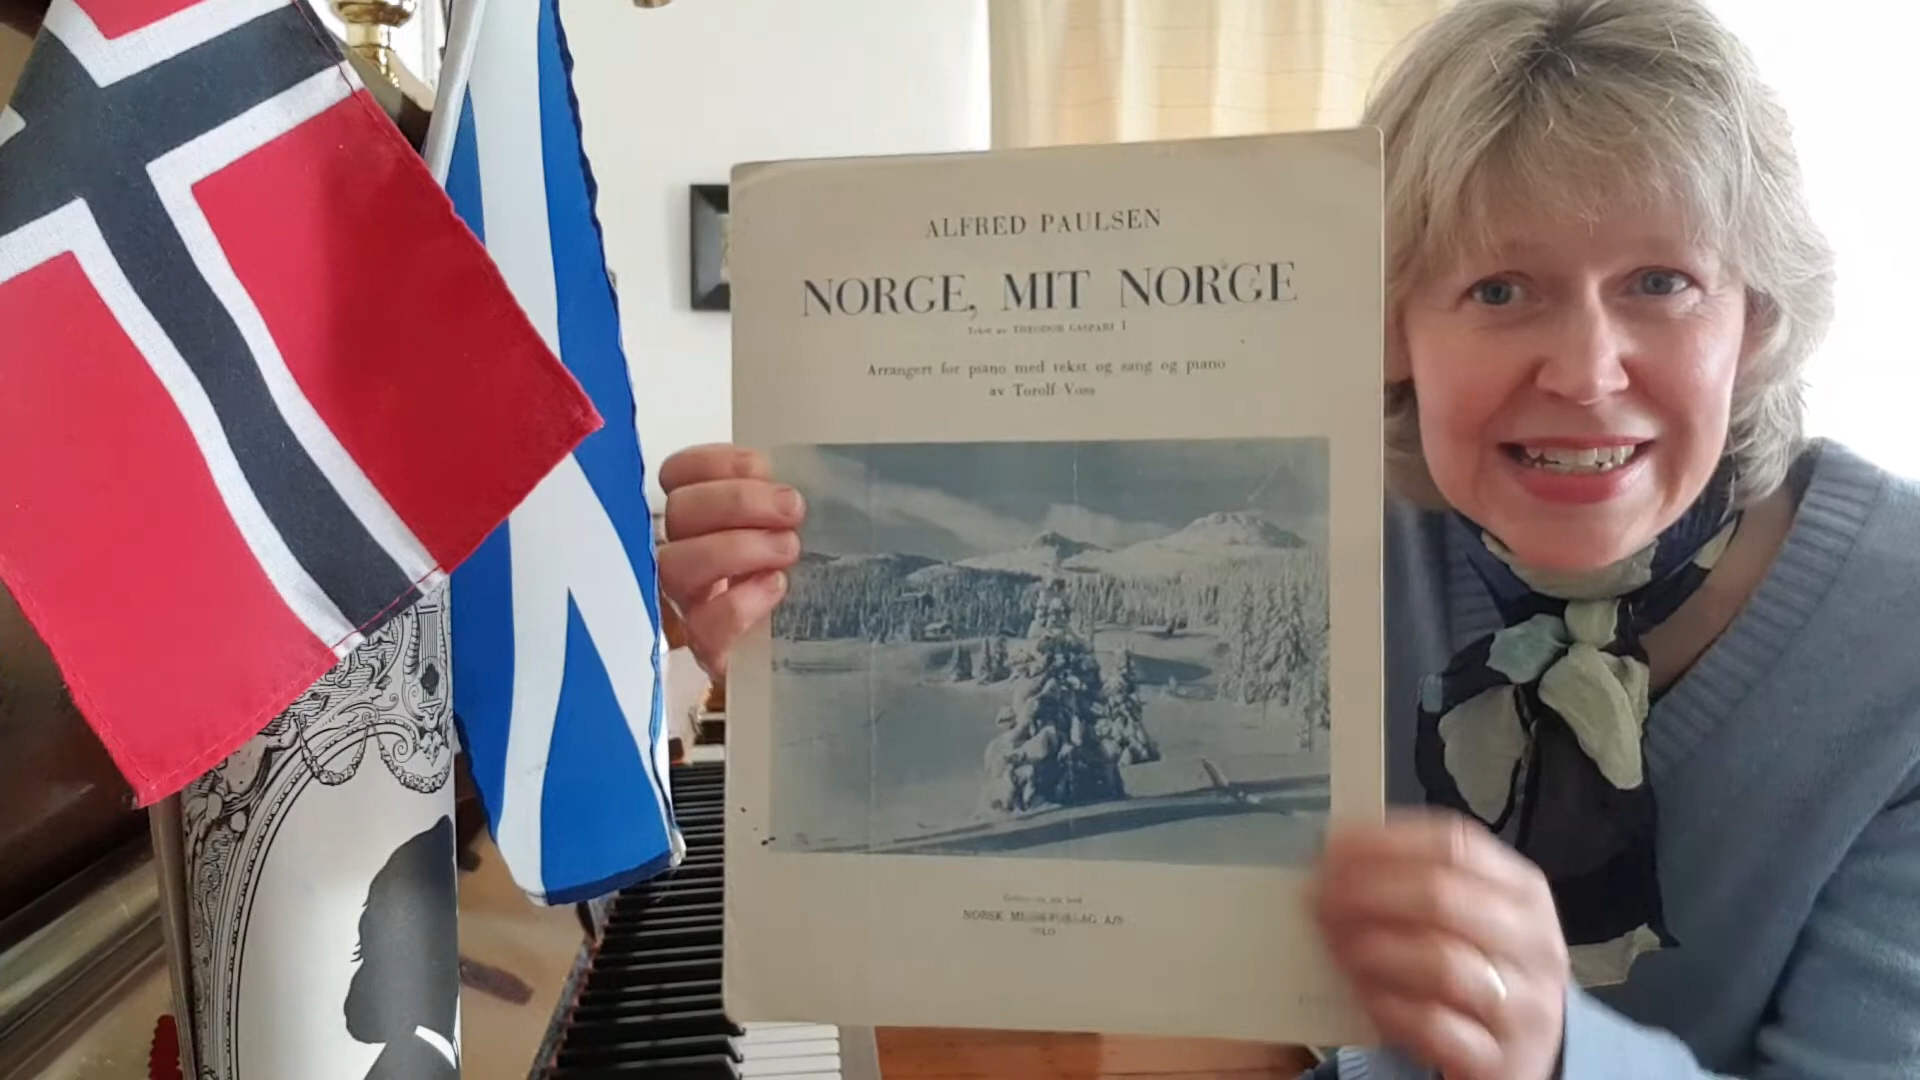 ALFRED PAULSEN
NORGE, MIT NORGE
Tekst av THEODOR CASPARI
Arrangert for piano med tekst og sang og piano
av Torolf Voss
NORSK MUSIKFORLAG A/S
OSLO